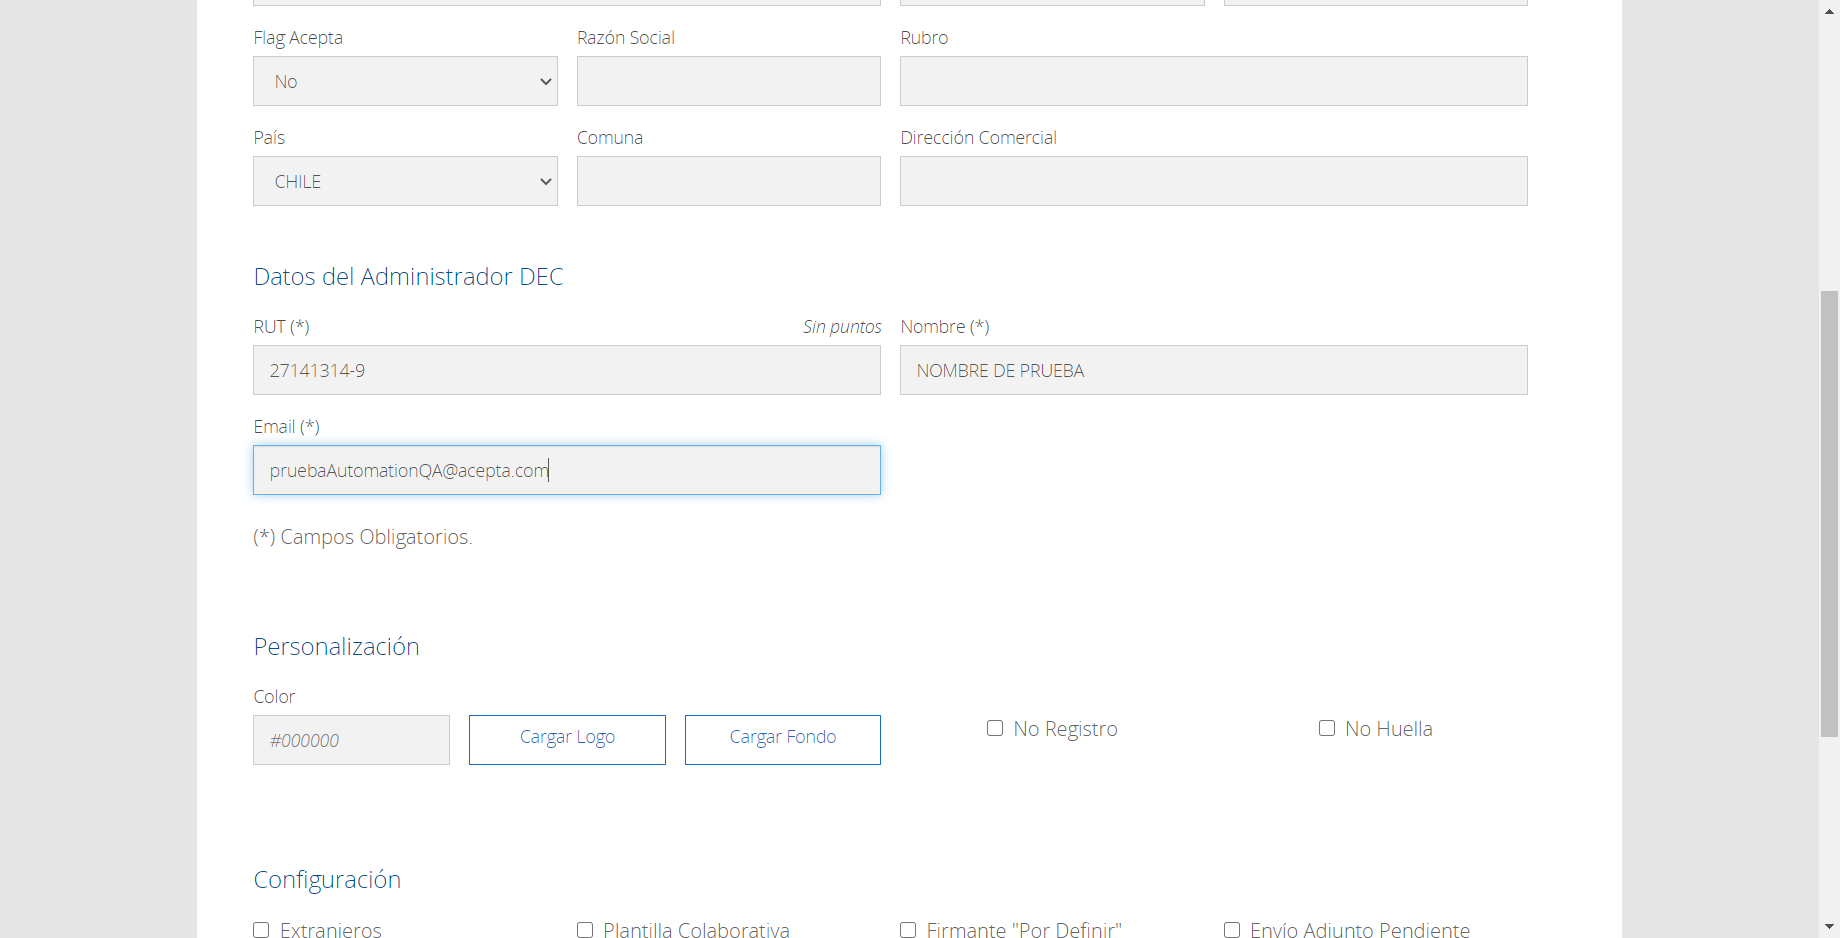 Flag Acepta Razón Social Rubro
No
País Comuna Dirección Comercial
CHILE
Datos del Administrador DEC
RUT (*) Sin puntos Nombre (*)
27141314-9 NOMBRE DE PRUEBA
Email (*)
pruebaAutomationQA@acepta.com
(*) Campos Obligatorios.
Personalización
Color
#000000 Cargar Logo Cargar Fondo No Registro No Huella
Configuración
Extranjeros Plantilla Colaborativa Firmante "Por Definir" Envío Adjunto Pendiente